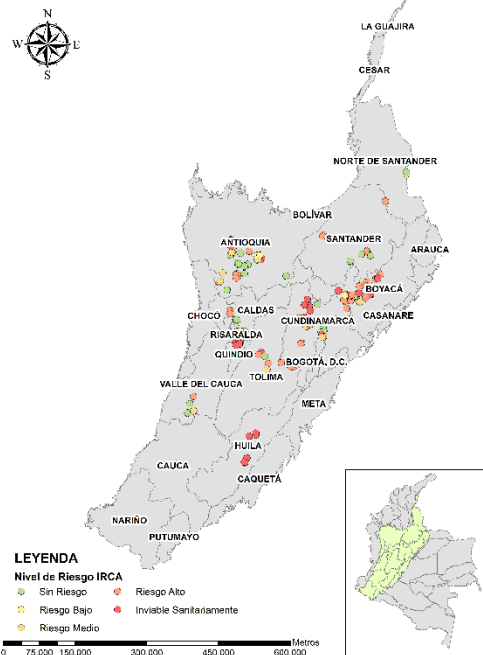 N
W E
S
LA GUAJIRA
CESAR
NORTE DE SANTANDER
BOLÍVAR
SANTANDER
ANTIOQUIA
ARAUCA
BOYACÁ
CHOCÓ
CALDAS
CUNDINAMARCA
CASANARE
RISARALDA
QUINDIO
BOGOTÁ, D.C.
TOLIMA
VALLE DEL CAUCA
META
HUILA
CAUCA
CAQUETÁ
NARIÑO
PUTUMAYO
LEYENDA
Nivel de Riesgo IRCA
Sin Riesgo
Riesgo Alto
Riesgo Bajo
Inviable Sanitariamente
Riesgo Medio
Metros
0 75.000 150.000 300.000 450.000 600.000